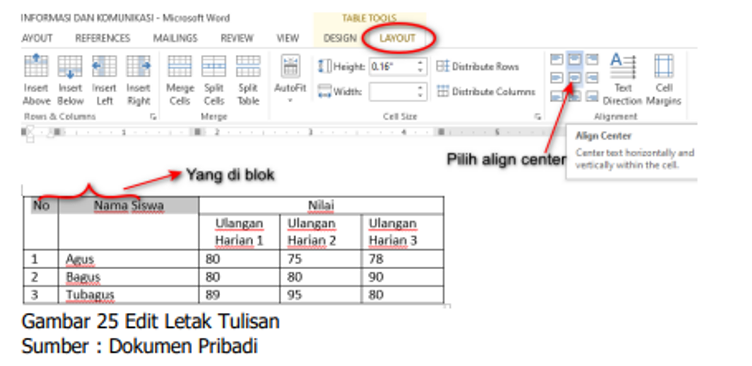 INFORMASI DAN KOMUNIKASI - Microsoft Word TABLE TOOLS
AYOUT REFERENCES MAILINGS REVIEW VIEW DESIGN LAYOUT
Insert Above Insert Below Insert Left Insert Right Merge Cells Split Cells Split Table AutoFit Height: 0.16" Width: Distribute Rows Distribute Columns Text Direction Cell Margins
Rows & Columns Merge Cell Size Alignment
1 2 3 4 5
Align Center
Center text horizontally and
vertically within the cell.
Pilih align center
Yang di blok
No Nama Siswa Nilai
Ulangan Harian 1 Ulangan Harian 2 Ulangan Harian 3
1 Agus 80 75 78
2 Bagus 80 80 90
3 Tubagus 89 95 80
Gambar 25 Edit Letak Tulisan
Sumber : Dokumen Pribadi